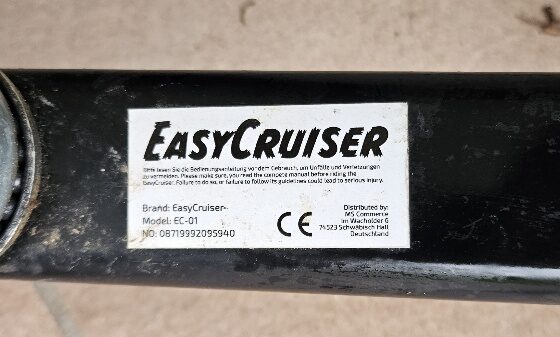 EASYCRUISER
Bitte lesen Sie die Bedienungsanleitung vor dem Gebrauch, um Unfälle und Verletzungen
zu vermeiden. Please make sure, you read the compete manual before riding the
EasyCruiser. Failure to do so, or failure to follow its guidelines could lead to serious injury.
Brand: EasyCruiser
Model: EC-01
NO: 08719992095940
CE
Distributed by:
MS Commerce
Im Wacholder 6
74523 Schwäbisch Hall
Deutschland